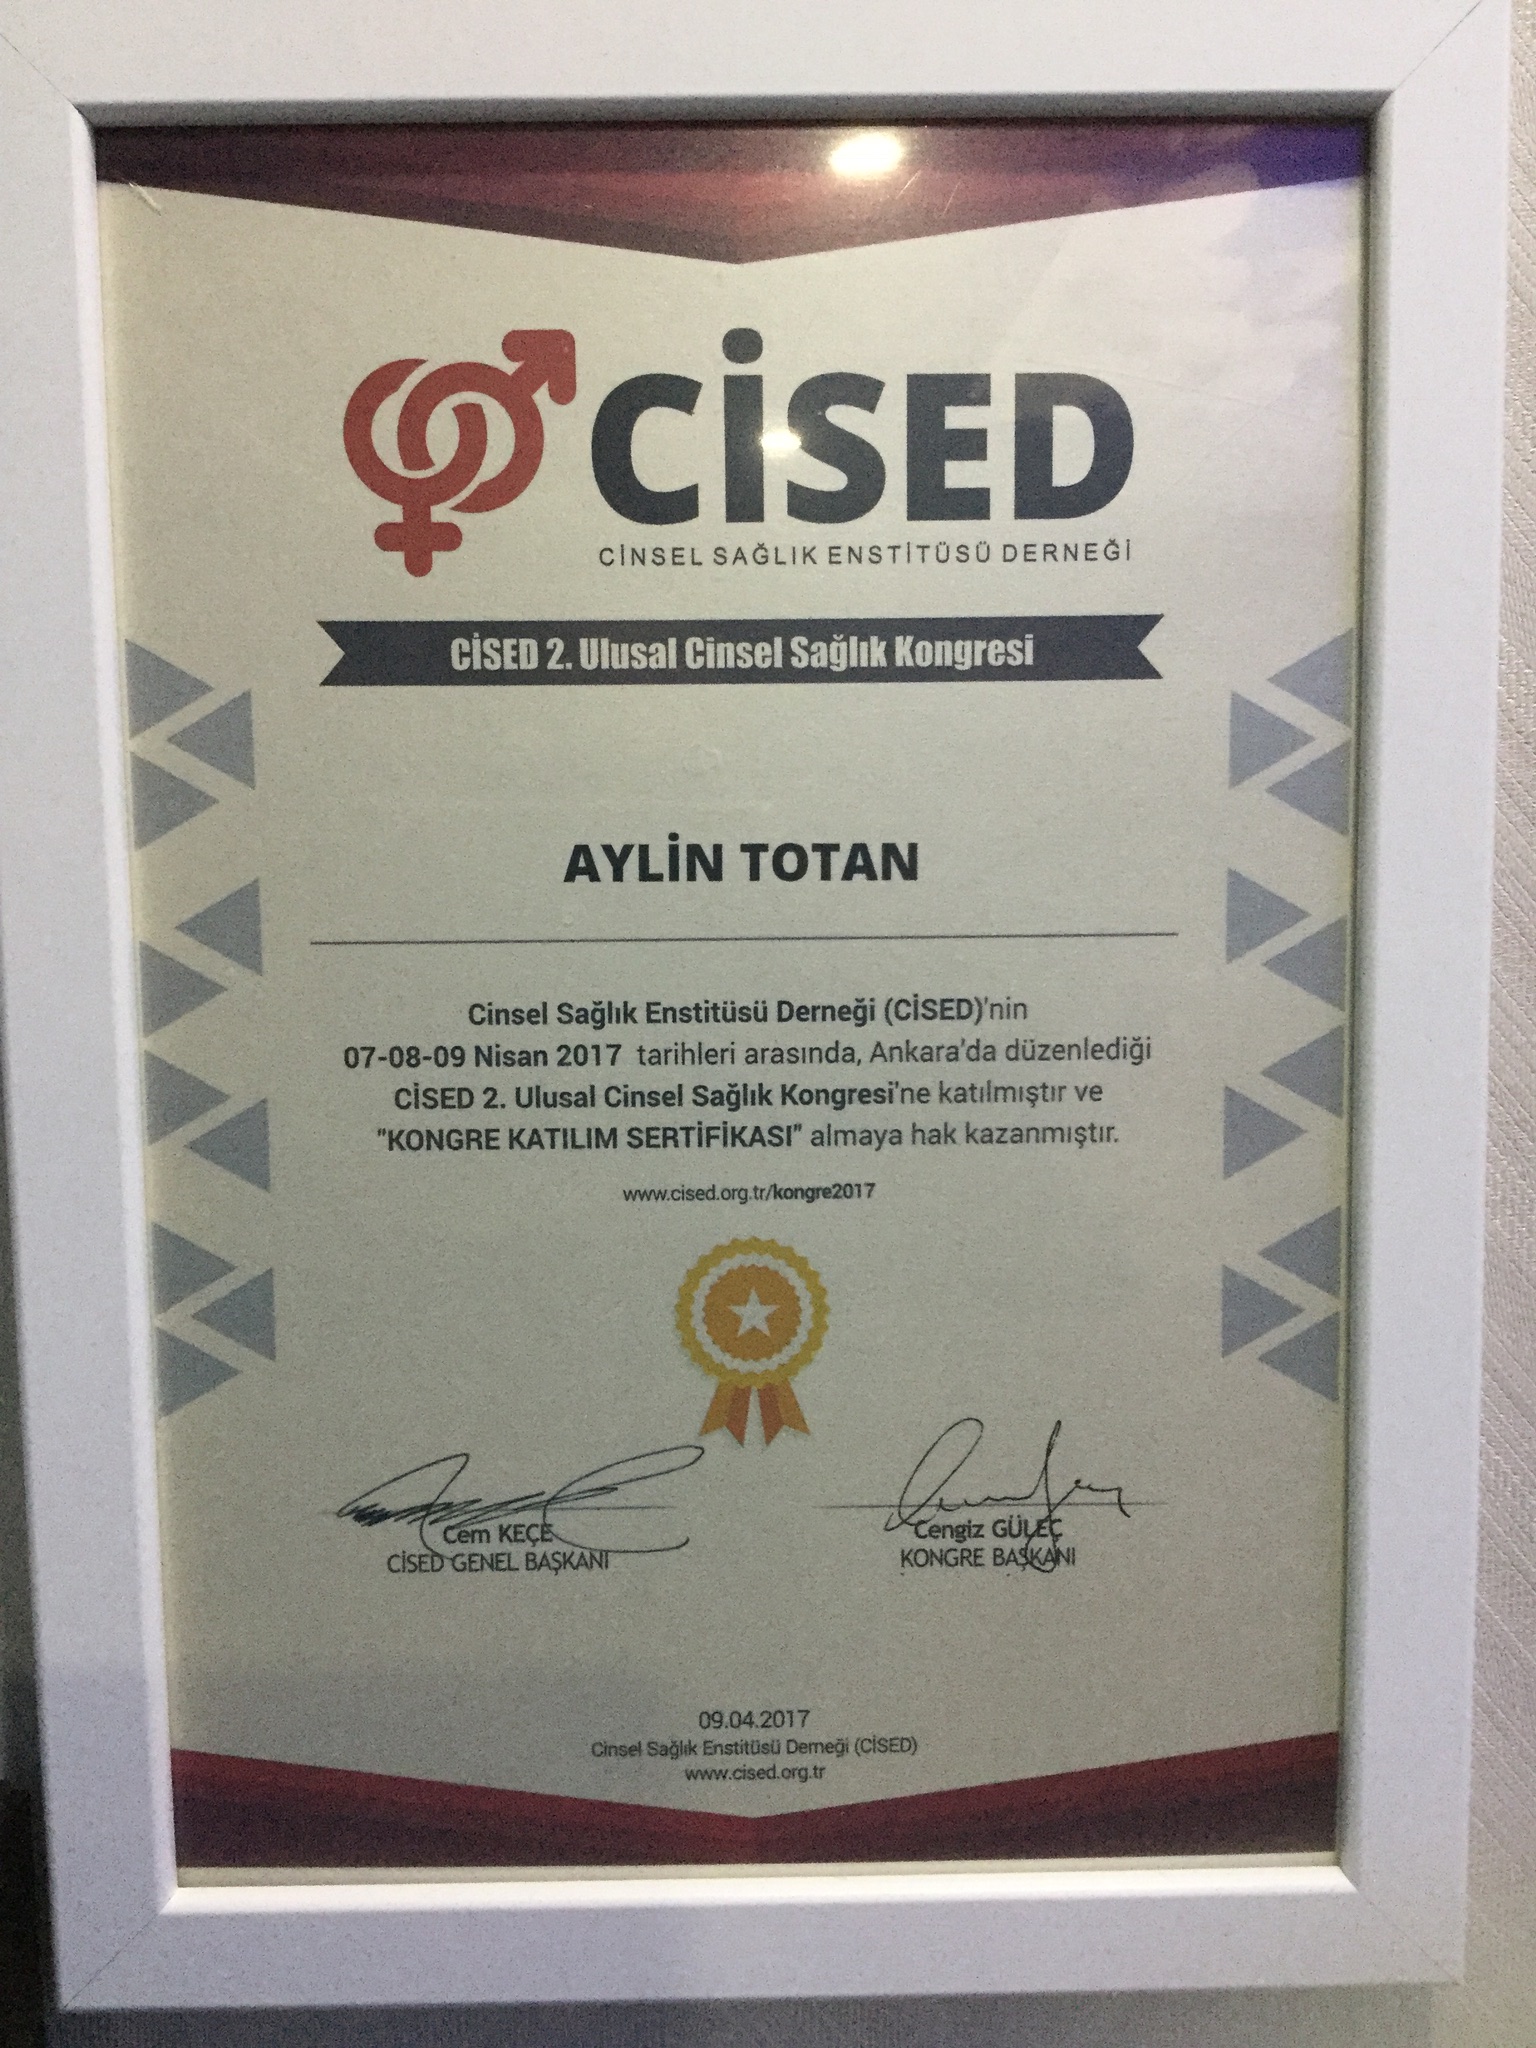 CİSED
CİNSEL SAĞLIK ENSTİTÜSÜ DERNEĞİ
CİSED 2. Ulusal Cinsel Sağlık Kongresi
AYLİN TOTAN
Cinsel Sağlık Enstitüsü Derneği (CİSED)'nin
07-08-09 Nisan 2017 tarihleri arasında, Ankara'da düzenlediği
CİSED 2. Ulusal Cinsel Sağlık Kongresi'ne katılmıştır ve
"KONGRE KATILIM SERTİFİKASI" almaya hak kazanmıştır.
www.cised.org.tr/kongre2017
Cem KEÇE
CİSED GENEL BAŞKANI
Cengiz GÜLEÇ
KONGRE BAŞKANI
09.04.2017
Cinsel Sağlık Enstitüsü Derneği (CİSED)
www.cised.org.tr